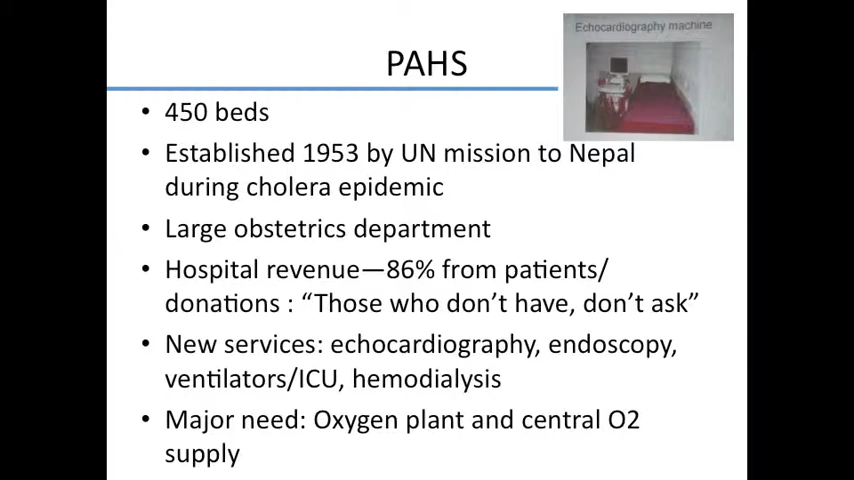 Echocardiography machine
PAHS
• 450 beds
• Established 1953 by UN mission to Nepal
during cholera epidemic
• Large obstetrics department
• Hospital revenue—86% from patients/
donations : “Those who don’t have, don’t ask”
• New services: echocardiography, endoscopy,
ventilators/ICU, hemodialysis
• Major need: Oxygen plant and central O2
supply